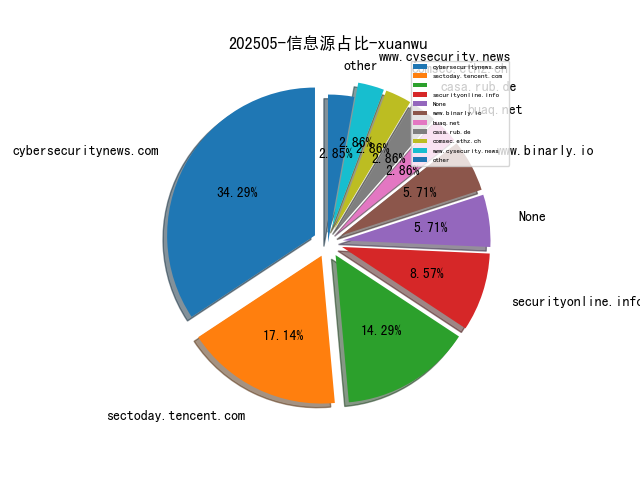 202505-信息源占比-xuanwu
www.cysecurity.news
other
comsec.ethz.ch
casa.rub.de
buaq.net
www.binarly.io
cybersecuritynews.com
None
securityonline.info
sectoday.tencent.com
34.29%
17.14%
14.29%
8.57%
5.71%
5.71%
2.86%
2.86%
2.86%
2.86%
2.85%
cybersecuritynews.com
sectoday.tencent.com
securityonline.info
None
www.binarly.io
buaq.net
casa.rub.de
comsec.ethz.ch
www.cysecurity.news
other